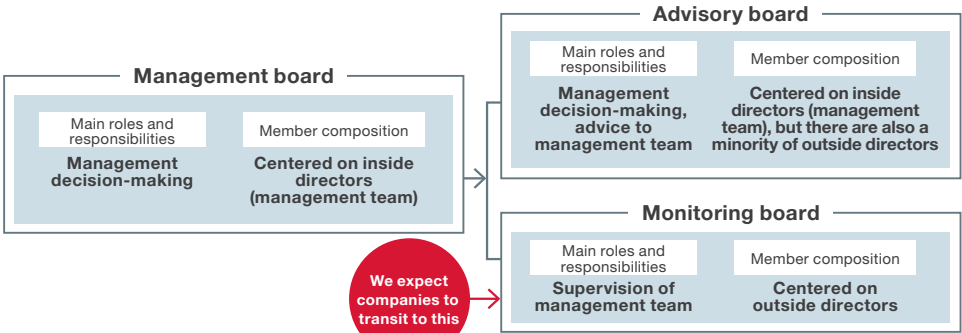 Management board
Main roles and
responsibilities
Management
decision-making
Member composition
Centered on inside
directors
(management team)
Advisory board
Main roles and
responsibilities
Management
decision-making,
advice to
management team
Member composition
Centered on inside
directors (management
team), but there are also a
minority of outside directors
Monitoring board
Main roles and
responsibilities
Supervision of
management team
Member composition
Centered on
outside directors
We expect
companies to
transit to this